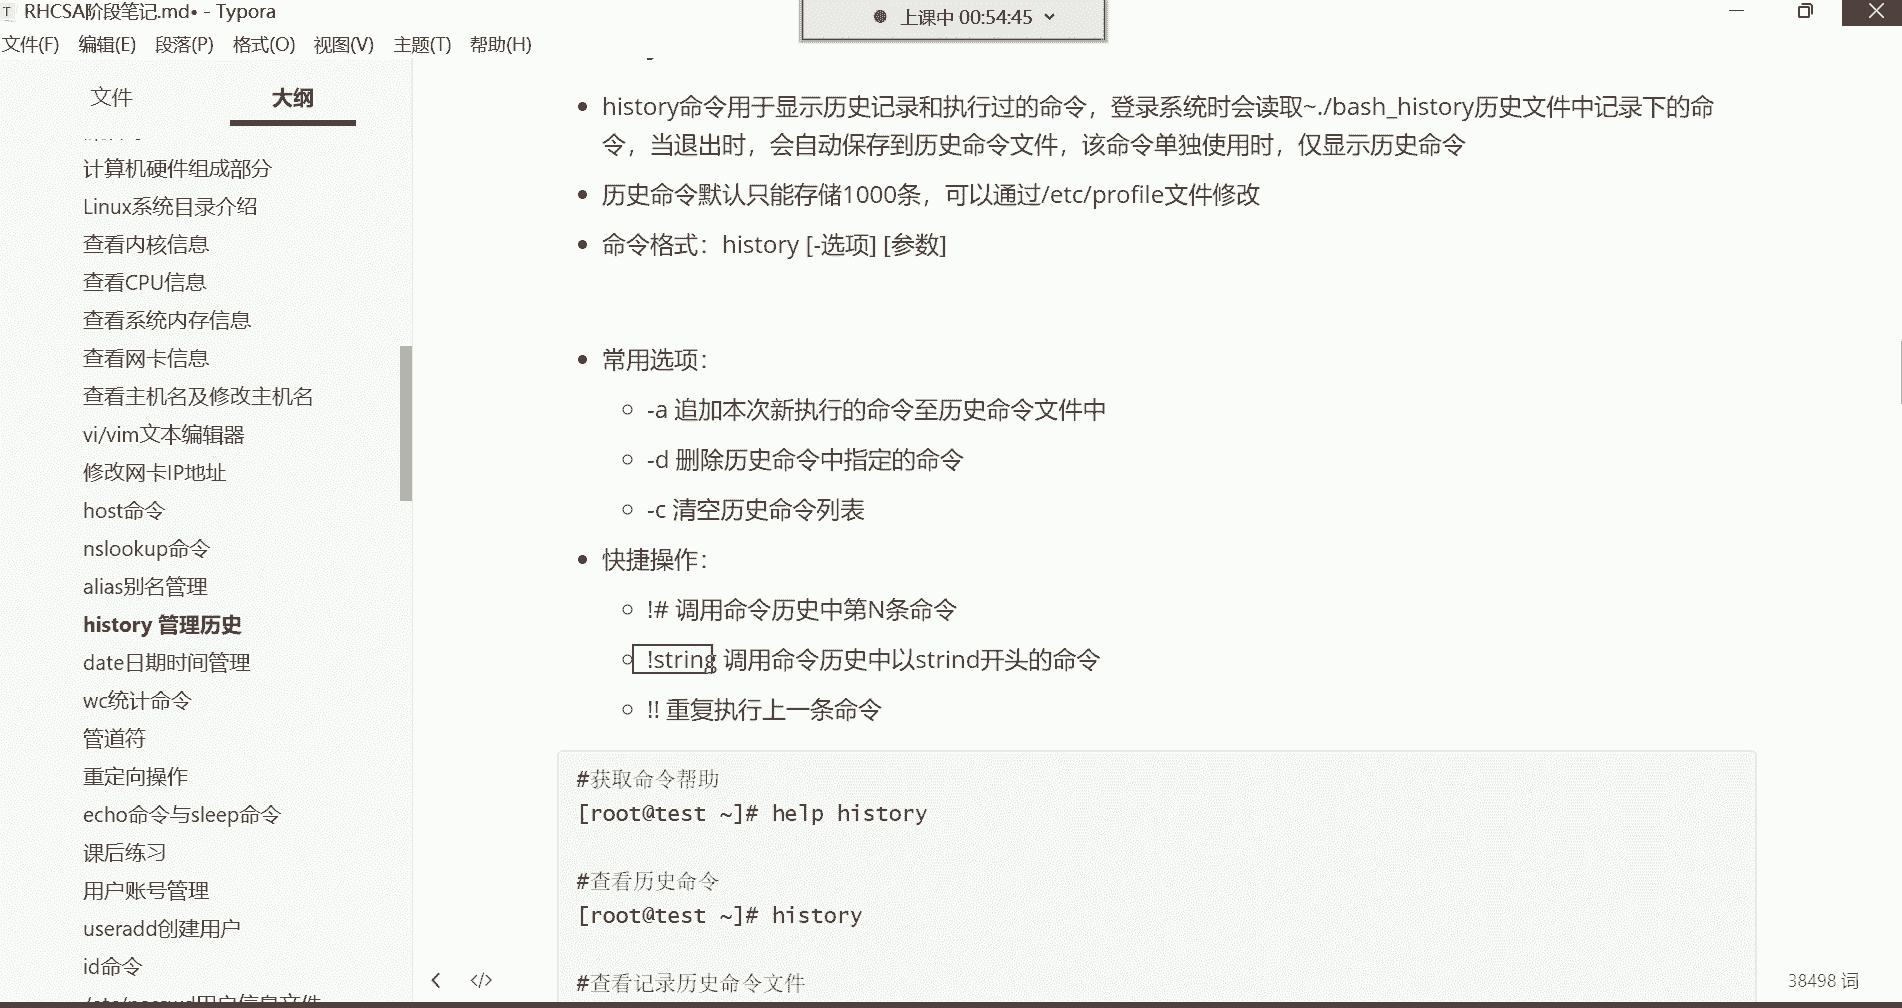 RHCSA阶段笔记.md• - Typora
上课中 00:54:45
文件(F) 编辑(E) 段落(P) 格式(O) 视图(V) 主题(T) 帮助(H)
文件 大纲
计算机硬件组成部分
Linux系统目录介绍
查看内核信息
查看CPU信息
查看系统内存信息
查看网卡信息
查看主机名及修改主机名
vi/vim文本编辑器
修改网卡IP地址
host命令
nslookup命令
alias别名管理
history 管理历史
date日期时间管理
wc统计命令
管道符
重定向操作
echo命令与sleep命令
课后练习
用户账号管理
useradd创建用户
id命令
/etc/passwd用户信息文件
history命令用于显示历史记录和执行过的命令，登录系统时会读取~./bash_history历史文件中记录下的命
令，当退出时，会自动保存到历史命令文件，该命令单独使用时，仅显示历史命令
历史命令默认只能存储1000条，可以通过/etc/profile文件修改
命令格式：history [-选项] [参数]
常用选项：
-a 追加本次新执行的命令至历史命令文件中
-d 删除历史命令中指定的命令
-c 清空历史命令列表
快捷操作：
!# 调用命令历史中第N条命令
!string 调用命令历史中以strind开头的命令
!! 重复执行上一条命令
#获取命令帮助
[root@test ~]# help history
#查看历史命令
[root@test ~]# history
#查看记录历史命令文件
38498 词